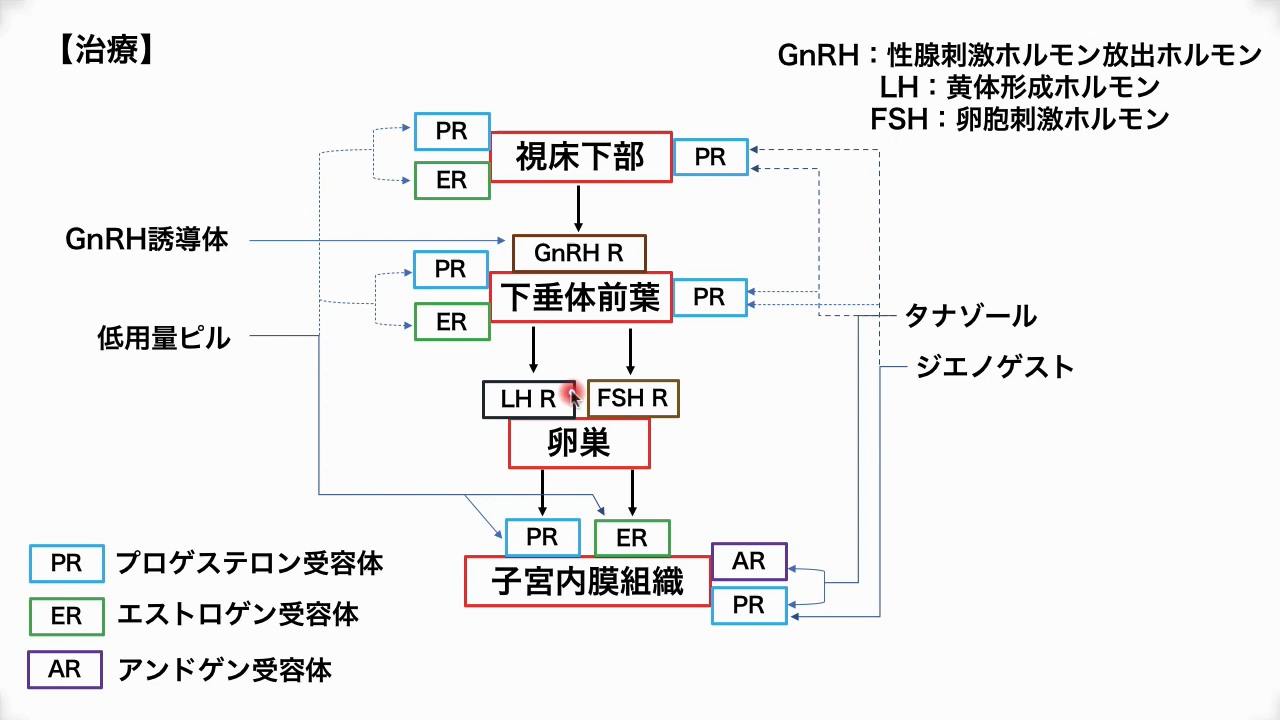 【治療】
GnRH：性腺刺激ホルモン放出ホルモン
LH：黄体形成ホルモン
FSH：卵胞刺激ホルモン
PR
視床下部
PR
ER
GnRH誘導体
GnRH R
PR
下垂体前葉
PR
ER
タナゾール
低用量ピル
ジエノゲスト
LH R
FSH R
卵巣
PR
ER
子宮内膜組織
AR
PR
PR プロゲステロン受容体
ER エストロゲン受容体
AR アンドゲン受容体